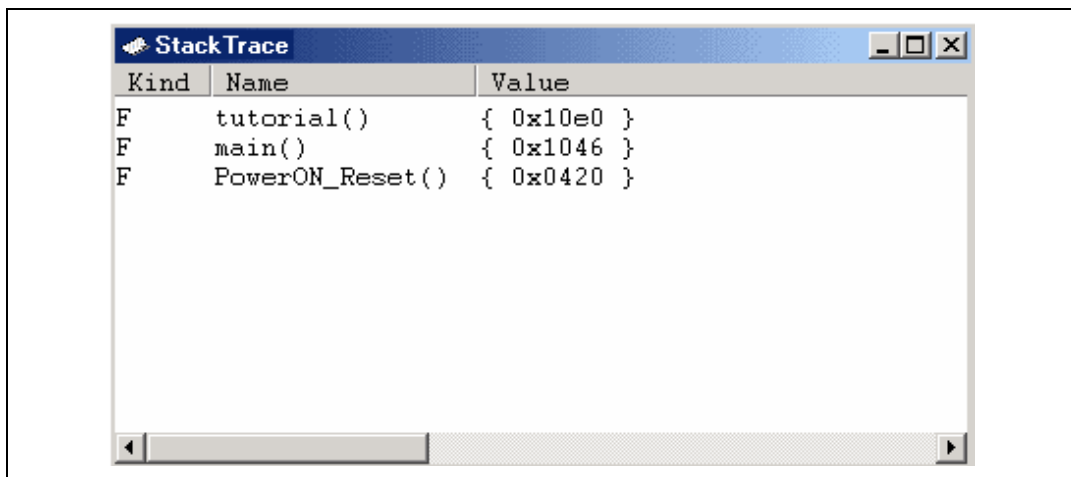 StackTrace
Kind Name Value
F tutorial() { 0x10e0 }
F main() { 0x1046 }
F PowerON_Reset() { 0x0420 }